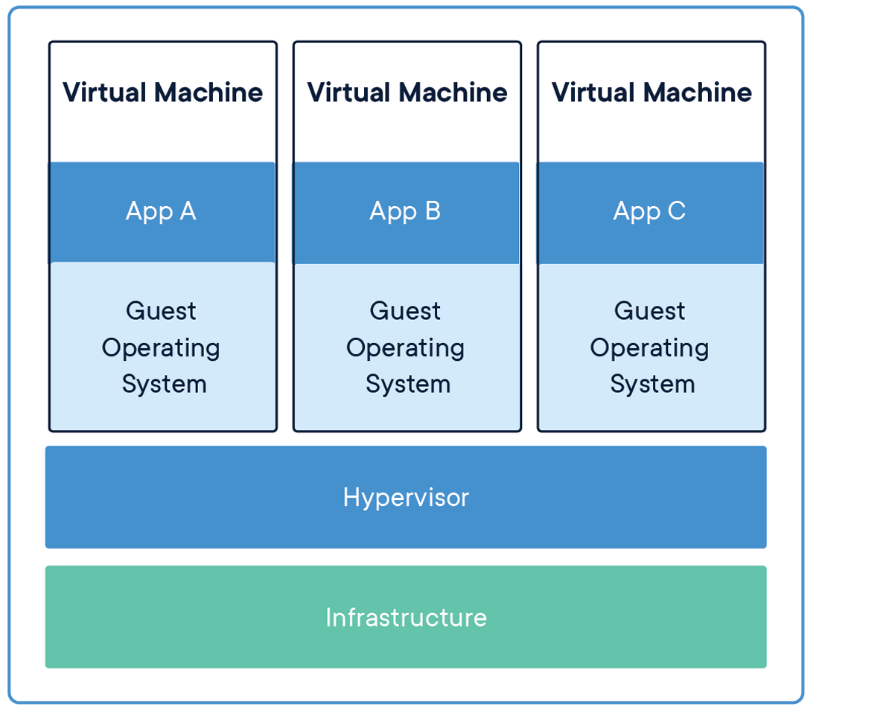 Virtual Machine
Virtual Machine
Virtual Machine
App A
App B
App C
Guest
Operating
System
Guest
Operating
System
Guest
Operating
System
Hypervisor
Infrastructure